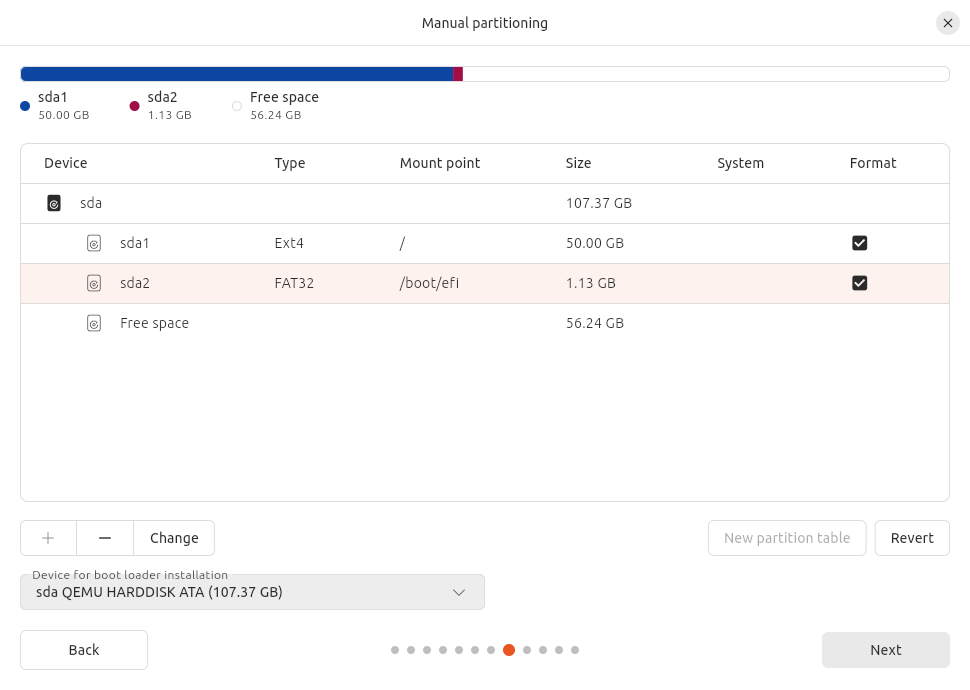 Manual partitioning
sda1 sda2 Free space
50.00 GB 1.13 GB 56.24 GB
Device Type Mount point Size System Format
sda 107.37 GB
sda1 Ext4 / 50.00 GB
sda2 FAT32 /boot/efi 1.13 GB
Free space 56.24 GB
+ − Change New partition table Revert
Device for boot loader installation
sda QEMU HARDDISK ATA (107.37 GB)
Back Next